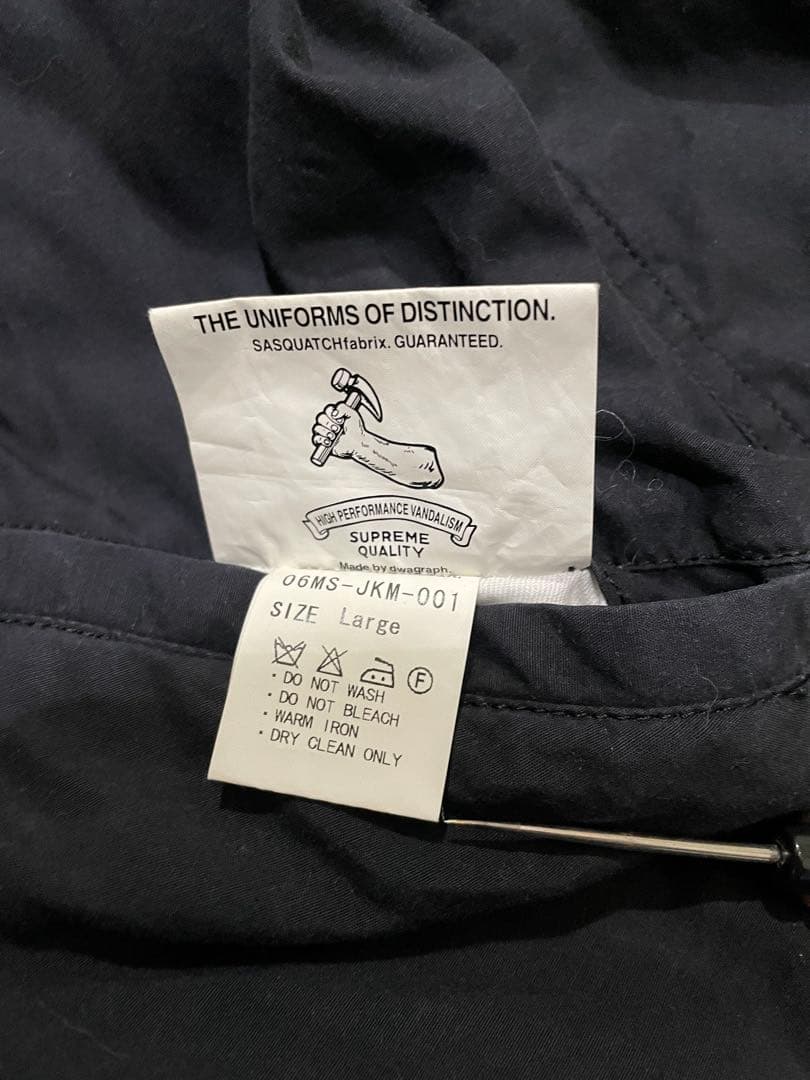 THE UNIFORMS OF DISTINCTION.
SASQUATCHfabrix. GUARANTEED.
HIGH PERFORMANCE VANDALISM
SUPREME
QUALITY
Made by dwagraph.
06MS-JKM-001
SIZE Large
F
・DO NOT WASH
・DO NOT BLEACH
・WARM IRON
・DRY CLEAN ONLY